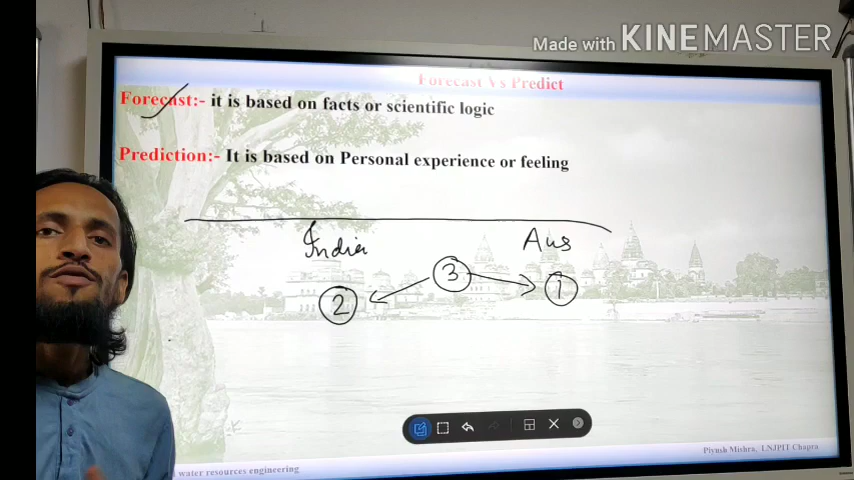 Made with KINEMASTER
Forecast Vs Predict
Forecast:- it is based on facts or scientific logic
Prediction:- It is based on Personal experience or feeling
India Aus
3
2 1
Piyush Mishra, LNJPIT Chapra
water resources engineering